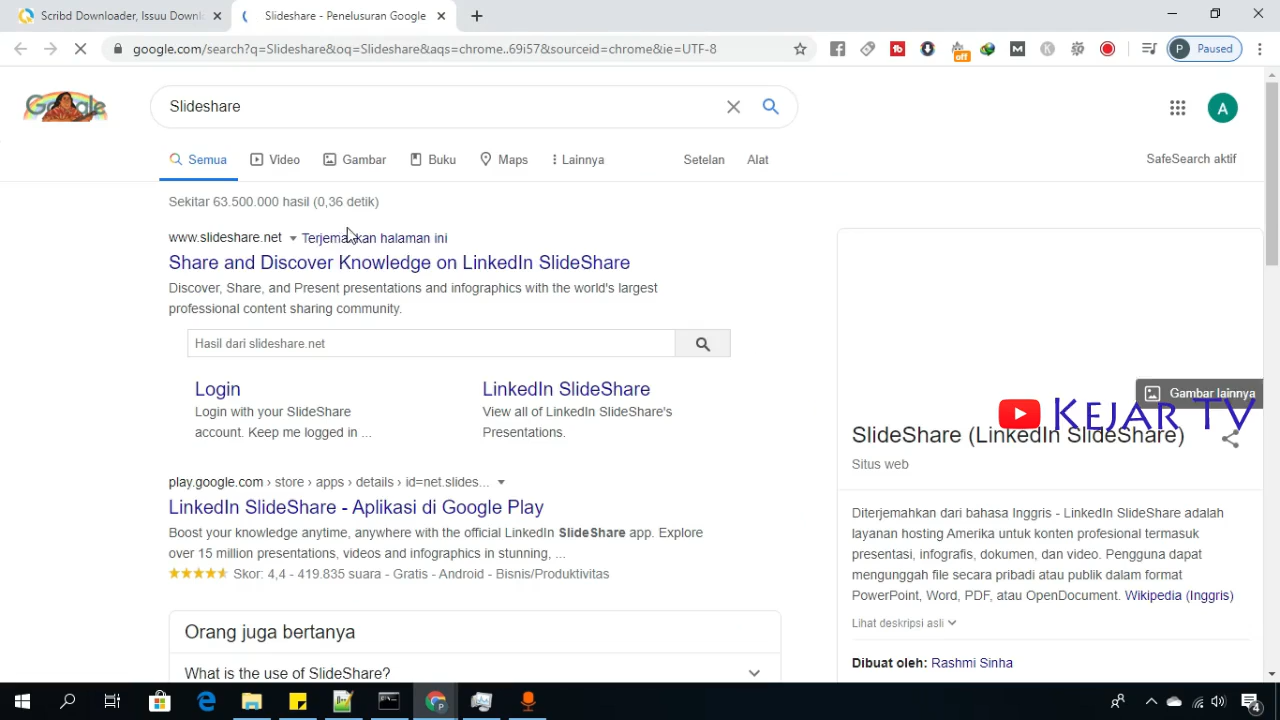 Scribd Downloader, Issuu Downl
Slideshare - Penelusuran Google
google.com/search?q=Slideshare&oq=Slideshare&aqs=chrome..69i57&sourceid=chrome&ie=UTF-8
off
P Paused
Google
Slideshare
A
Semua Video Gambar Buku Maps Lainnya Setelan Alat SafeSearch aktif
Sekitar 63.500.000 hasil (0,36 detik)
www.slideshare.net Terjemahkan halaman ini
Share and Discover Knowledge on LinkedIn SlideShare
Discover, Share, and Present presentations and infographics with the world's largest
professional content sharing community.
Hasil dari slideshare.net
Login
Login with your SlideShare
account. Keep me logged in ...
LinkedIn SlideShare
View all of LinkedIn SlideShare's
Presentations.
play.google.com › store › apps › details › id=net.slides...
LinkedIn SlideShare - Aplikasi di Google Play
Boost your knowledge anytime, anywhere with the official LinkedIn SlideShare app. Explore
over 15 million presentations, videos and infographics in stunning, ...
Skor: 4,4 - 419.835 suara - Gratis - Android - Bisnis/Produktivitas
Orang juga bertanya
What is the use of SlideShare?
Gambar lainnya
Kejar TV
SlideShare (LinkedIn SlideShare)
Situs web
Diterjemahkan dari bahasa Inggris - LinkedIn SlideShare adalah
layanan hosting Amerika untuk konten profesional termasuk
presentasi, infografis, dokumen, dan video. Pengguna dapat
mengunggah file secara pribadi atau publik dalam format
PowerPoint, Word, PDF, atau OpenDocument. Wikipedia (Inggris)
Lihat deskripsi asli
Dibuat oleh: Rashmi Sinha
4